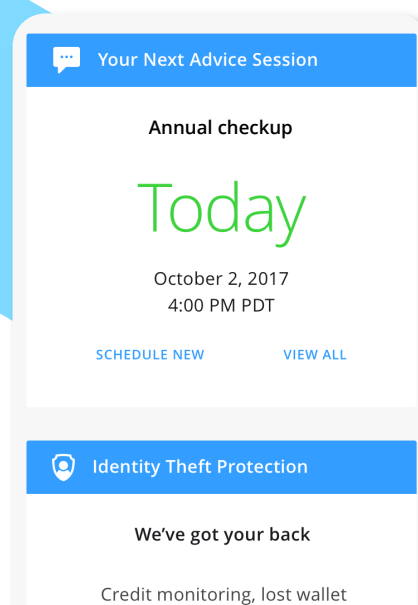 Your Next Advice Session
Annual checkup
Today
October 2, 2017
4:00 PM PDT
SCHEDULE NEW VIEW ALL
Identity Theft Protection
We've got your back
Credit monitoring, lost wallet